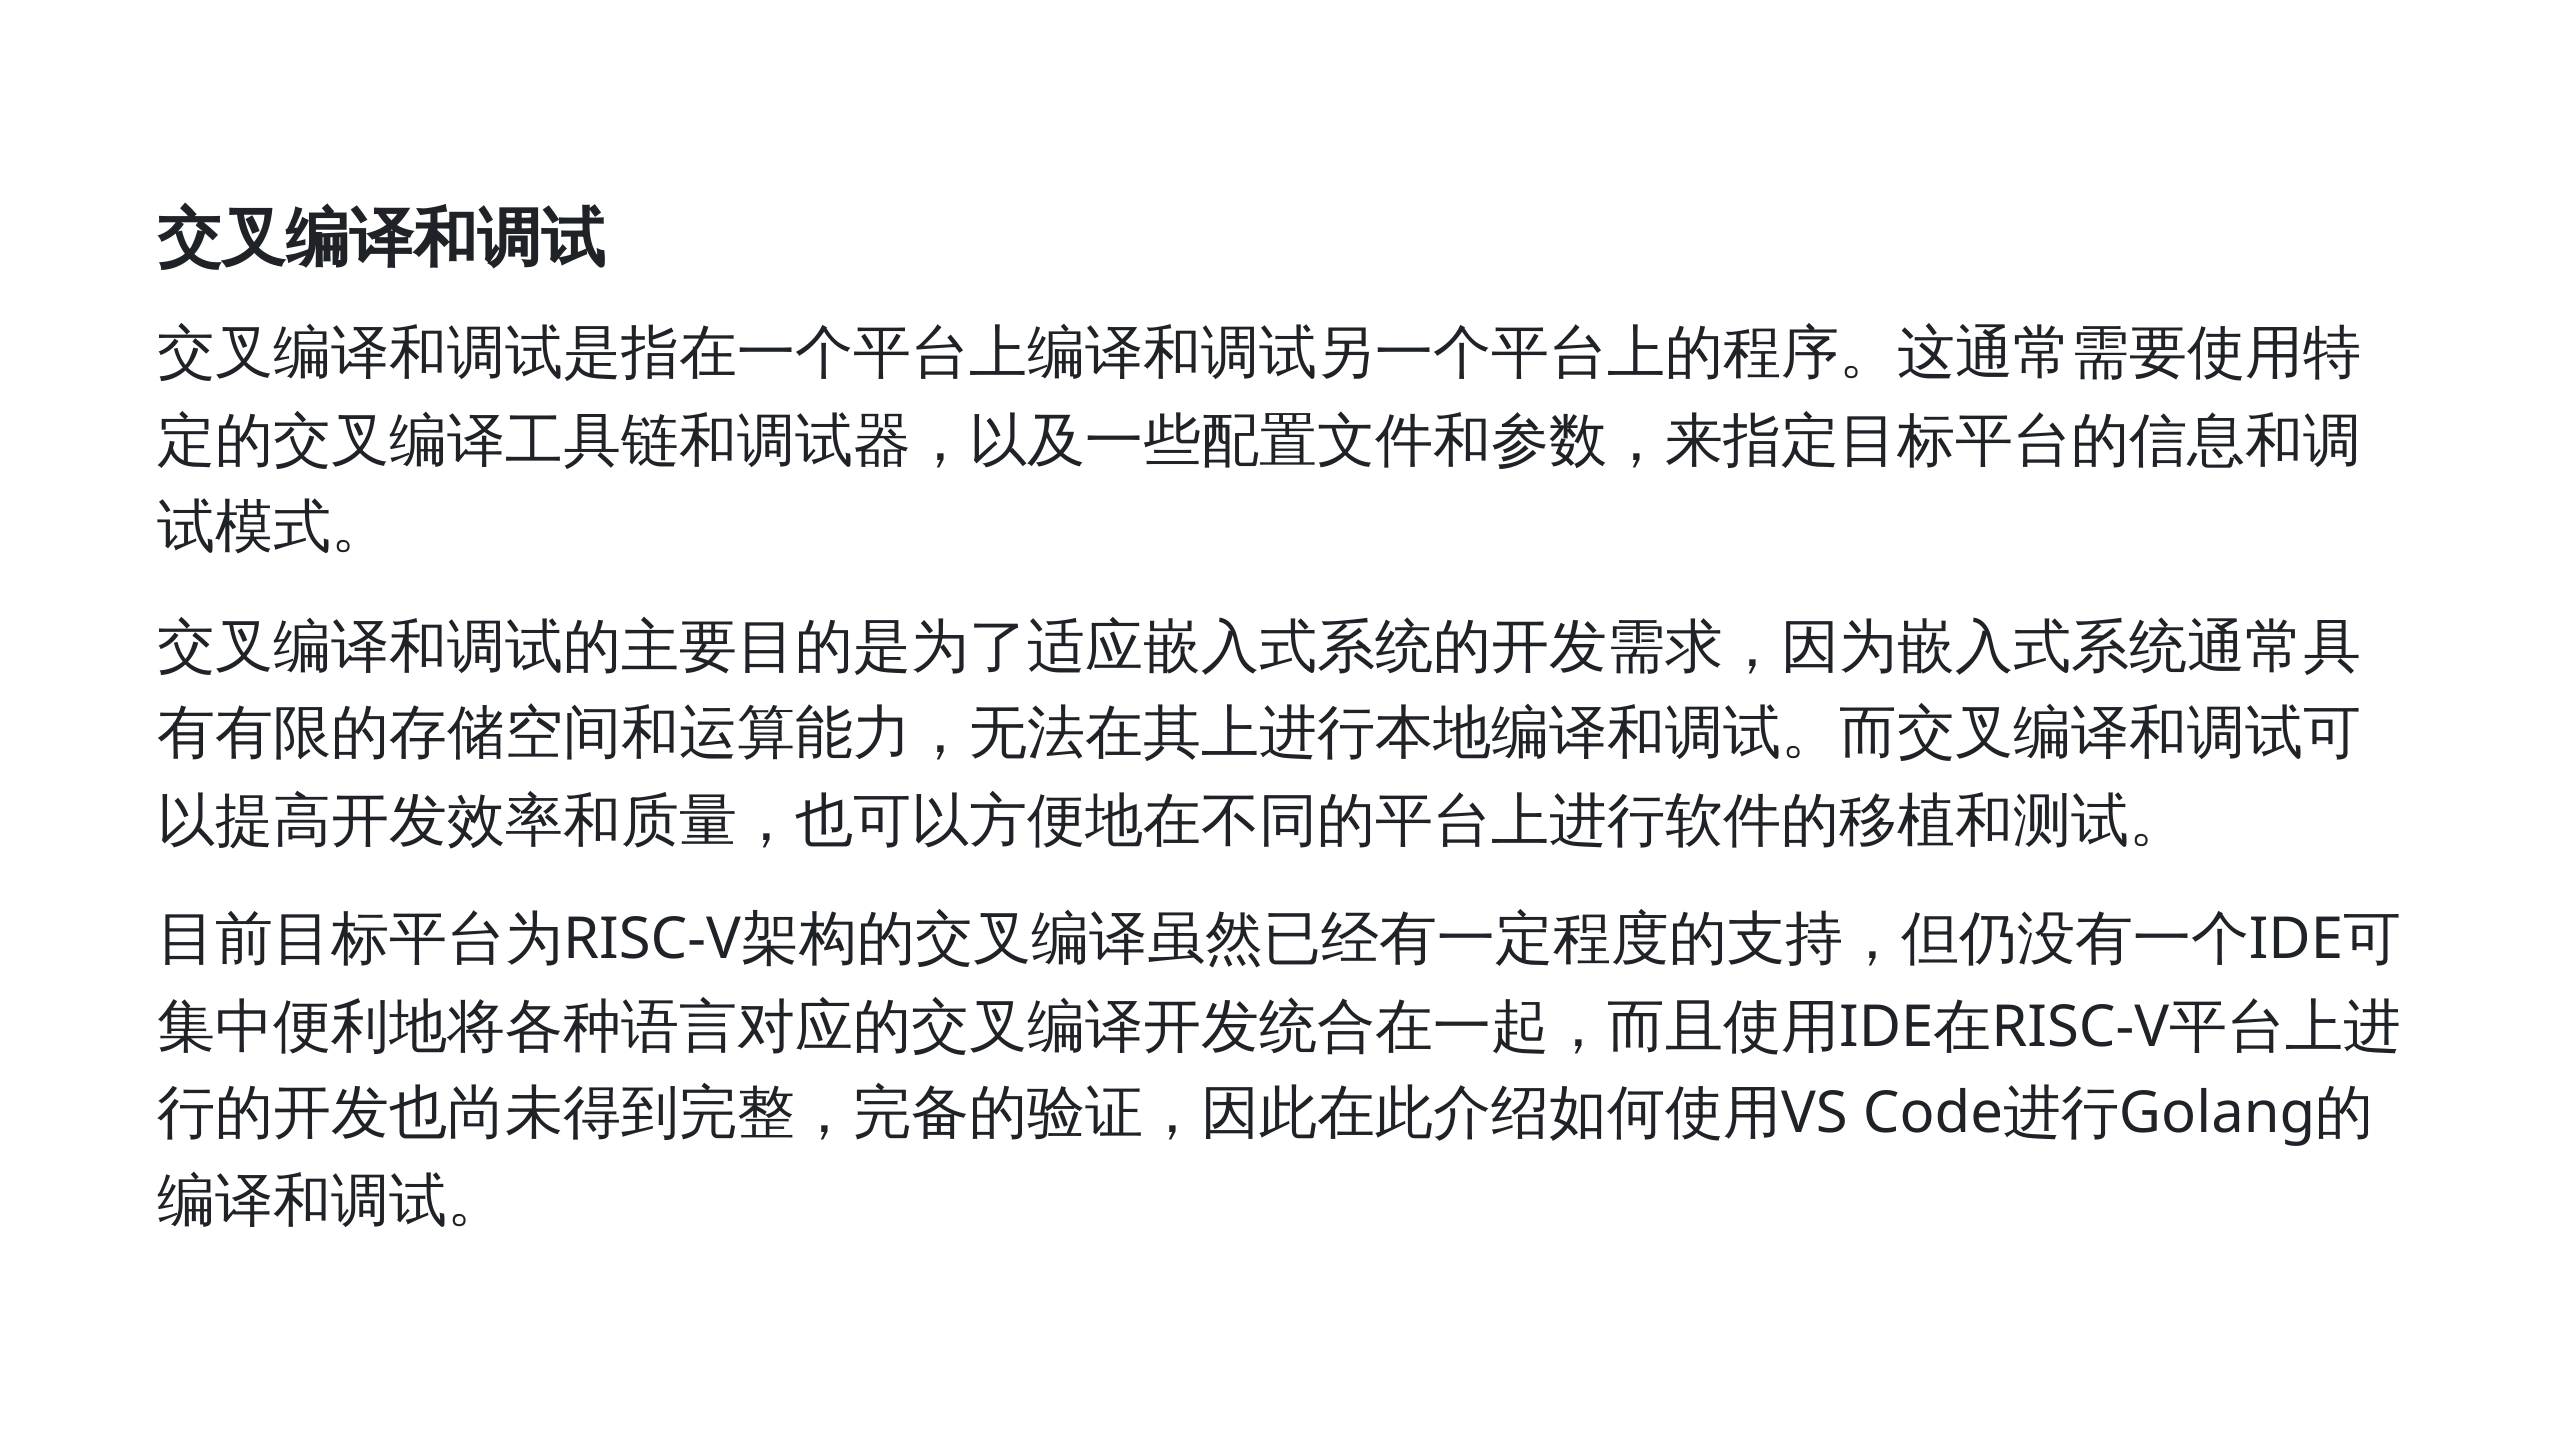 交叉编译和调试
交叉编译和调试是指在一个平台上编译和调试另一个平台上的程序。这通常需要使用特
定的交叉编译工具链和调试器，以及一些配置文件和参数，来指定目标平台的信息和调
试模式。
交叉编译和调试的主要目的是为了适应嵌入式系统的开发需求，因为嵌入式系统通常具
有有限的存储空间和运算能力，无法在其上进行本地编译和调试。而交叉编译和调试可
以提高开发效率和质量，也可以方便地在不同的平台上进行软件的移植和测试。
目前目标平台为RISC-V架构的交叉编译虽然已经有一定程度的支持，但仍没有一个IDE可
集中便利地将各种语言对应的交叉编译开发统合在一起，而且使用IDE在RISC-V平台上进
行的开发也尚未得到完整，完备的验证，因此在此介绍如何使用VS Code进行Golang的
编译和调试。